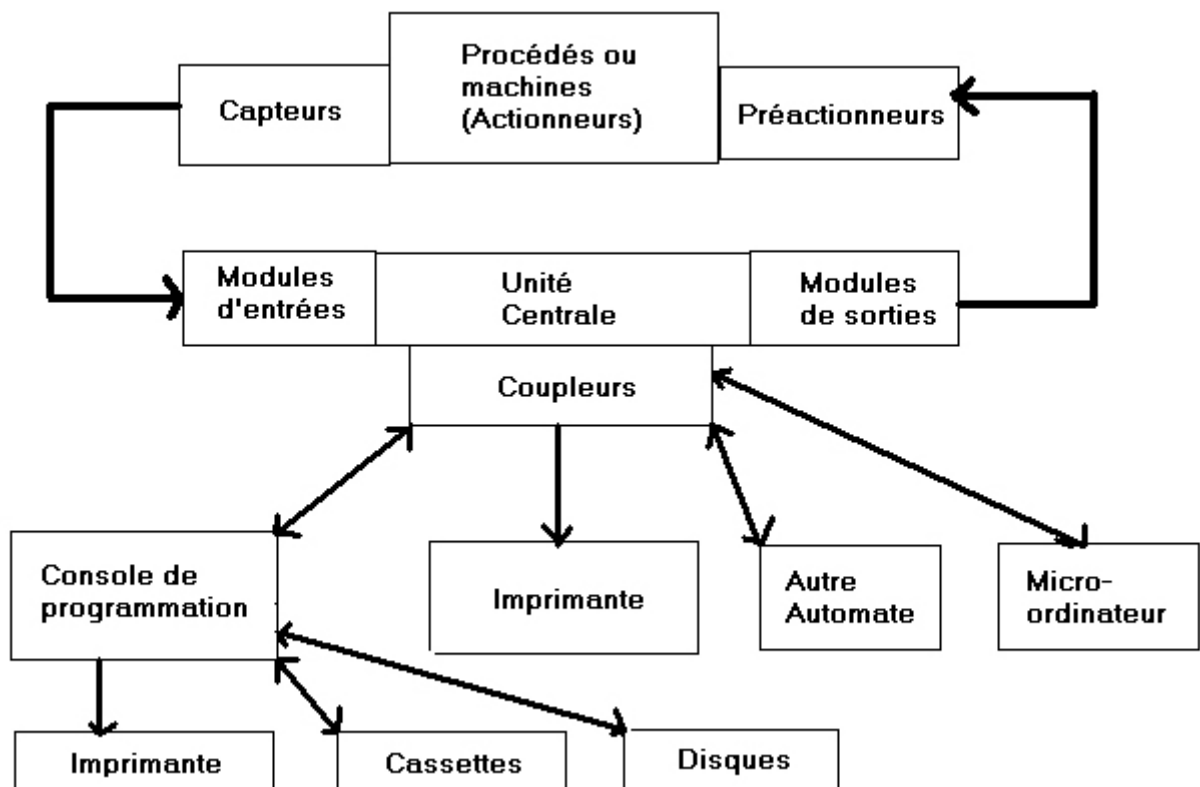 Capteurs
Procédés ou
machines
(Actionneurs)
Préactionneurs
Modules
d'entrées
Unité
Centrale
Modules
de sorties
Coupleurs
Console de
programmation
Imprimante
Autre
Automate
Micro-
ordinateur
Imprimante
Cassettes
Disques